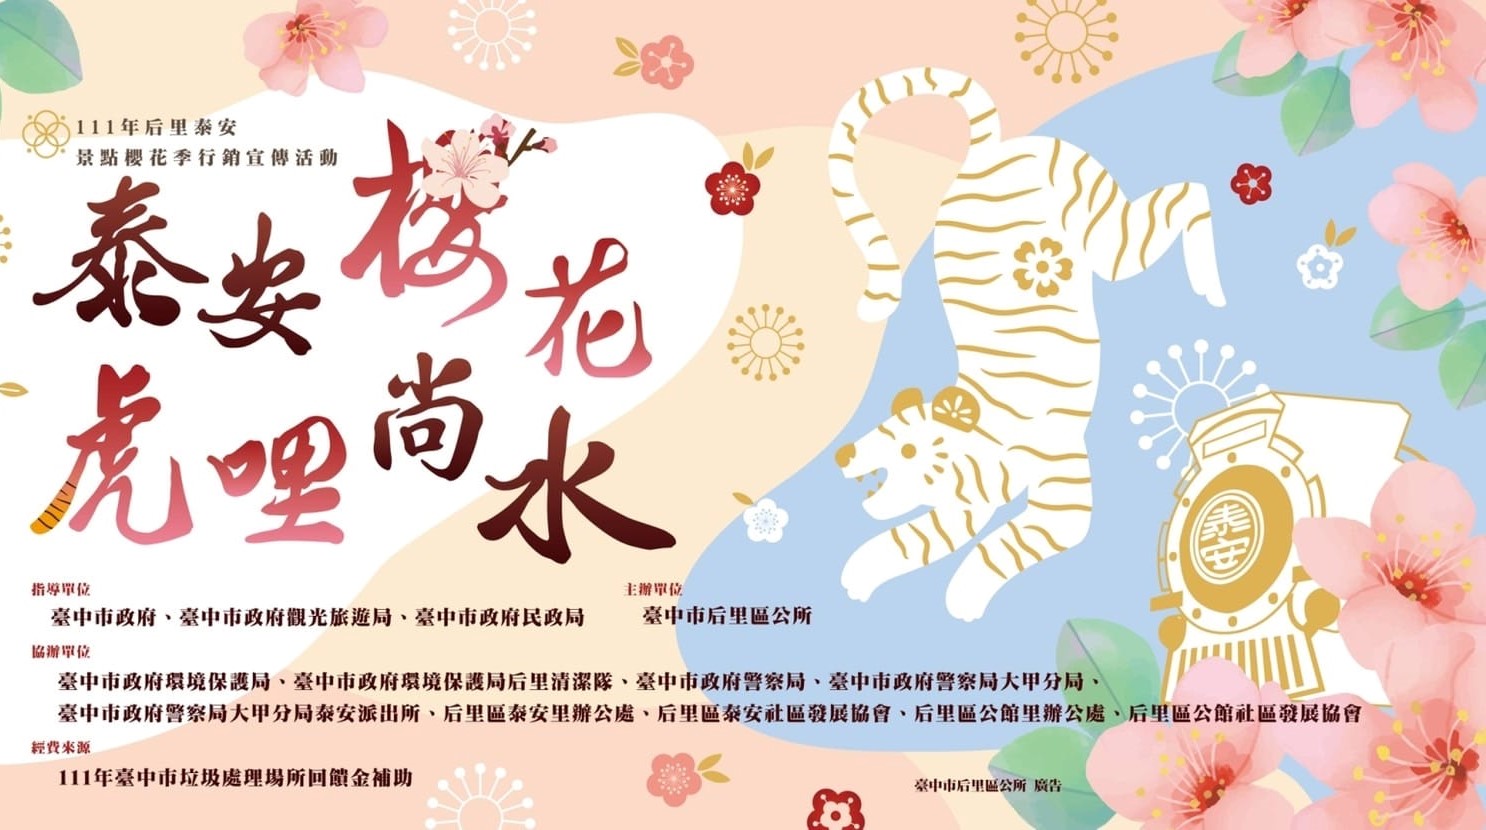 111年后里泰安
景點櫻花季行銷宣傳活動
泰安櫻花
虎哩尚水
泰安
指導單位
臺中市政府、臺中市政府觀光旅遊局、臺中市政府民政局
主辦單位
臺中市后里區公所
協辦單位
臺中市政府環境保護局、臺中市政府環境保護局后里清潔隊、臺中市政府警察局、臺中市政府警察局大甲分局、
臺中市政府警察局大甲分局泰安派出所、后里區泰安里辦公處、后里區泰安社區發展協會、后里區公館里辦公處、后里區公館社區發展協會
經費來源
111年臺中市垃圾處理場所回饋金補助
臺中市后里區公所 廣告